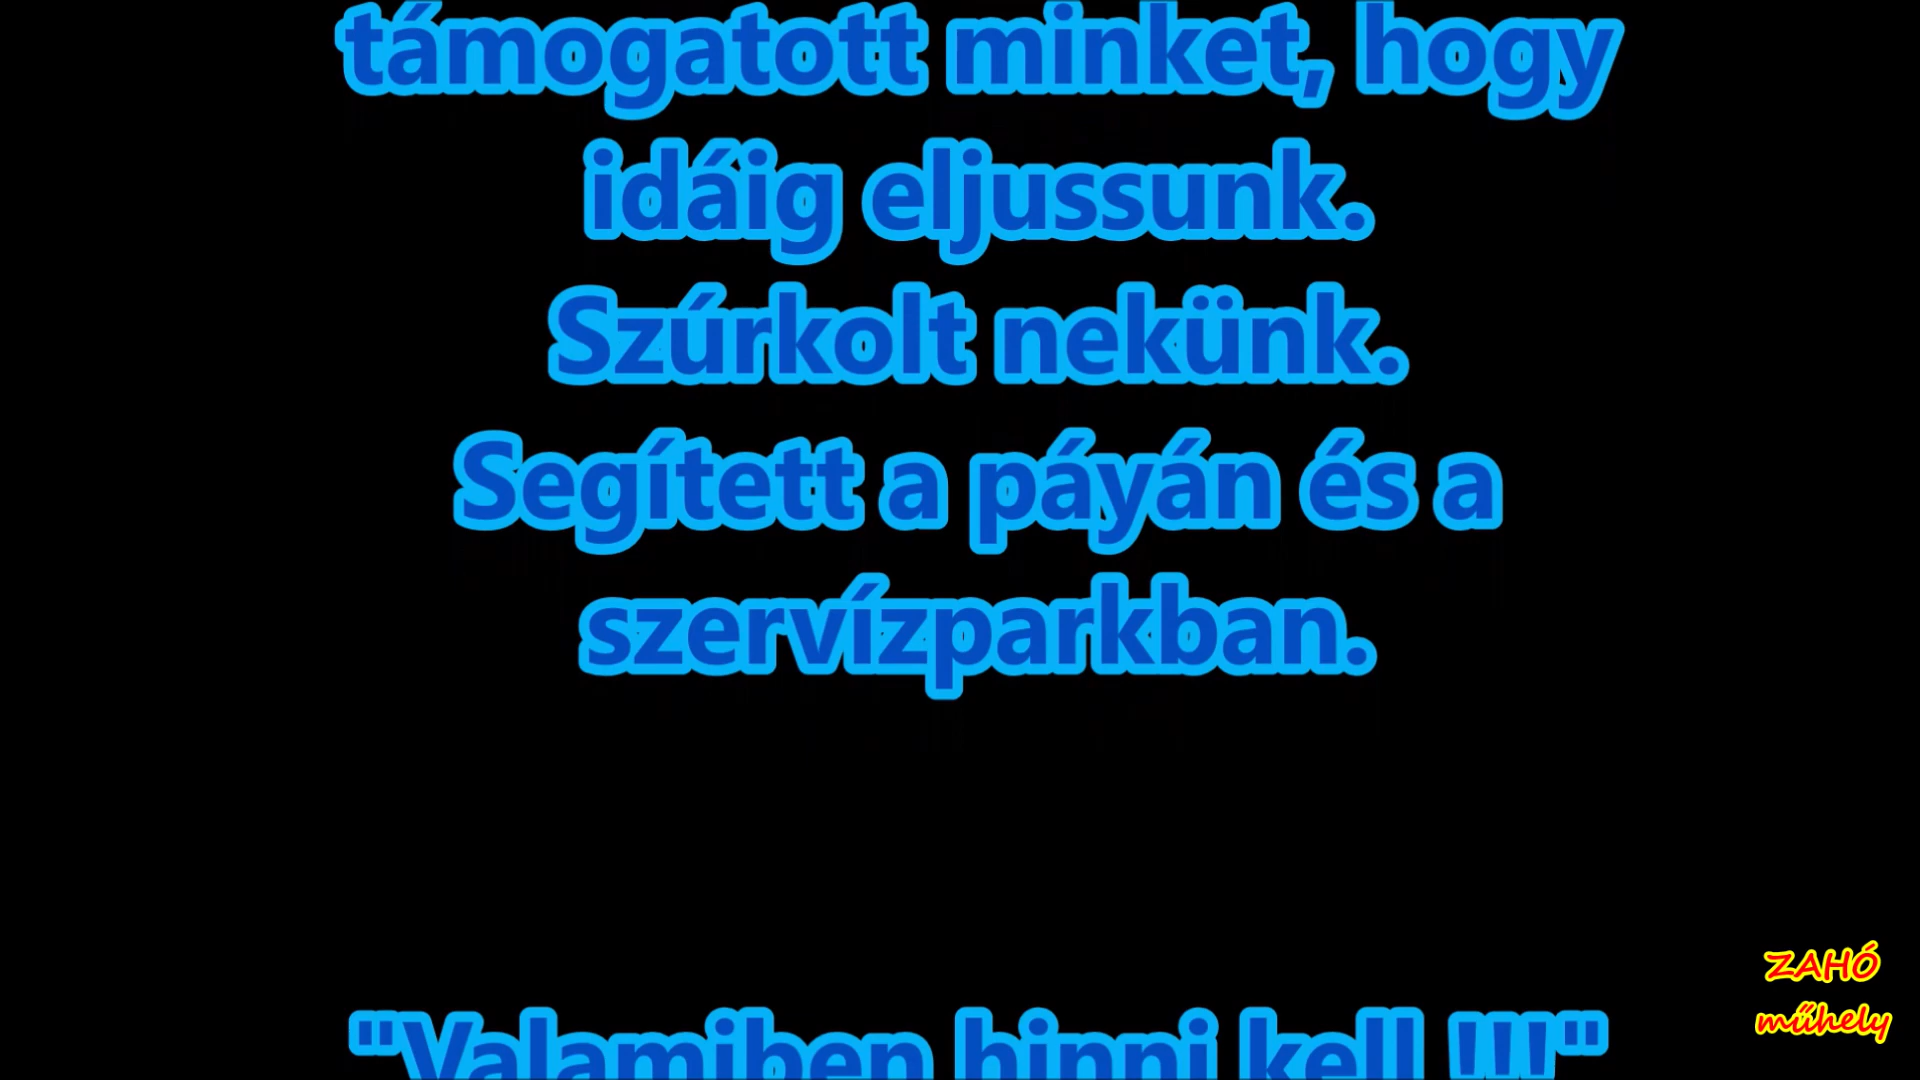 támogatott minket, hogy
idáig eljussunk.
Szúrkolt nekünk.
Segített a páyán és a
szervízparkban.
ZAHÓ
műhely
"Valamiben hinni kell !!!"